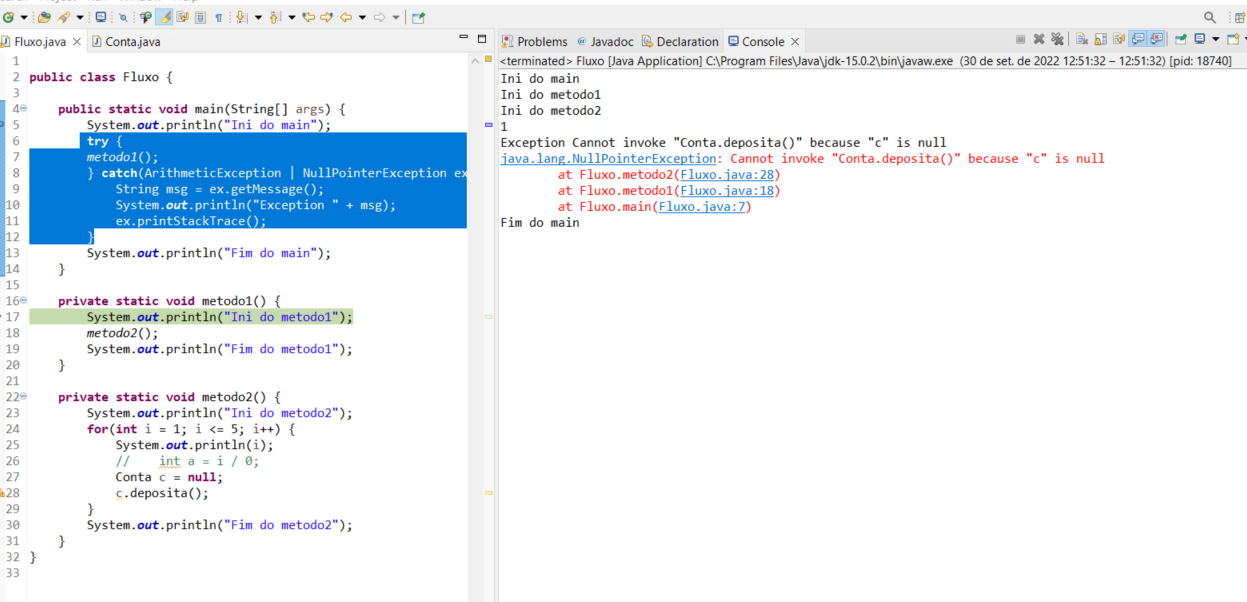 Fluxo.java
Conta.java
1
2 public class Fluxo {
3
4 public static void main(String[] args) {
5 System.out.println("Ini do main");
6 try {
7 metodo1();
8 } catch(ArithmeticException | NullPointerException ex
9 String msg = ex.getMessage();
10 System.out.println("Exception " + msg);
11 ex.printStackTrace();
12 }
13 System.out.println("Fim do main");
14 }
15
16 private static void metodo1() {
17 System.out.println("Ini do metodo1");
18 metodo2();
19 System.out.println("Fim do metodo1");
20 }
21
22 private static void metodo2() {
23 System.out.println("Ini do metodo2");
24 for(int i = 1; i <= 5; i++) {
25 System.out.println(i);
26 // int a = i / 0;
27 Conta c = null;
28 c.deposita();
29 }
30 System.out.println("Fim do metodo2");
31 }
32 }
33
Problems @ Javadoc Declaration Console
<terminated> Fluxo [Java Application] C:\Program Files\Java\jdk-15.0.2\bin\javaw.exe (30 de set. de 2022 12:51:32 – 12:51:32) [pid: 18740]
Ini do main
Ini do metodo1
Ini do metodo2
1
Exception Cannot invoke "Conta.deposita()" because "c" is null
java.lang.NullPointerException: Cannot invoke "Conta.deposita()" because "c" is null
at Fluxo.metodo2(Fluxo.java:28)
at Fluxo.metodo1(Fluxo.java:18)
at Fluxo.main(Fluxo.java:7)
Fim do main